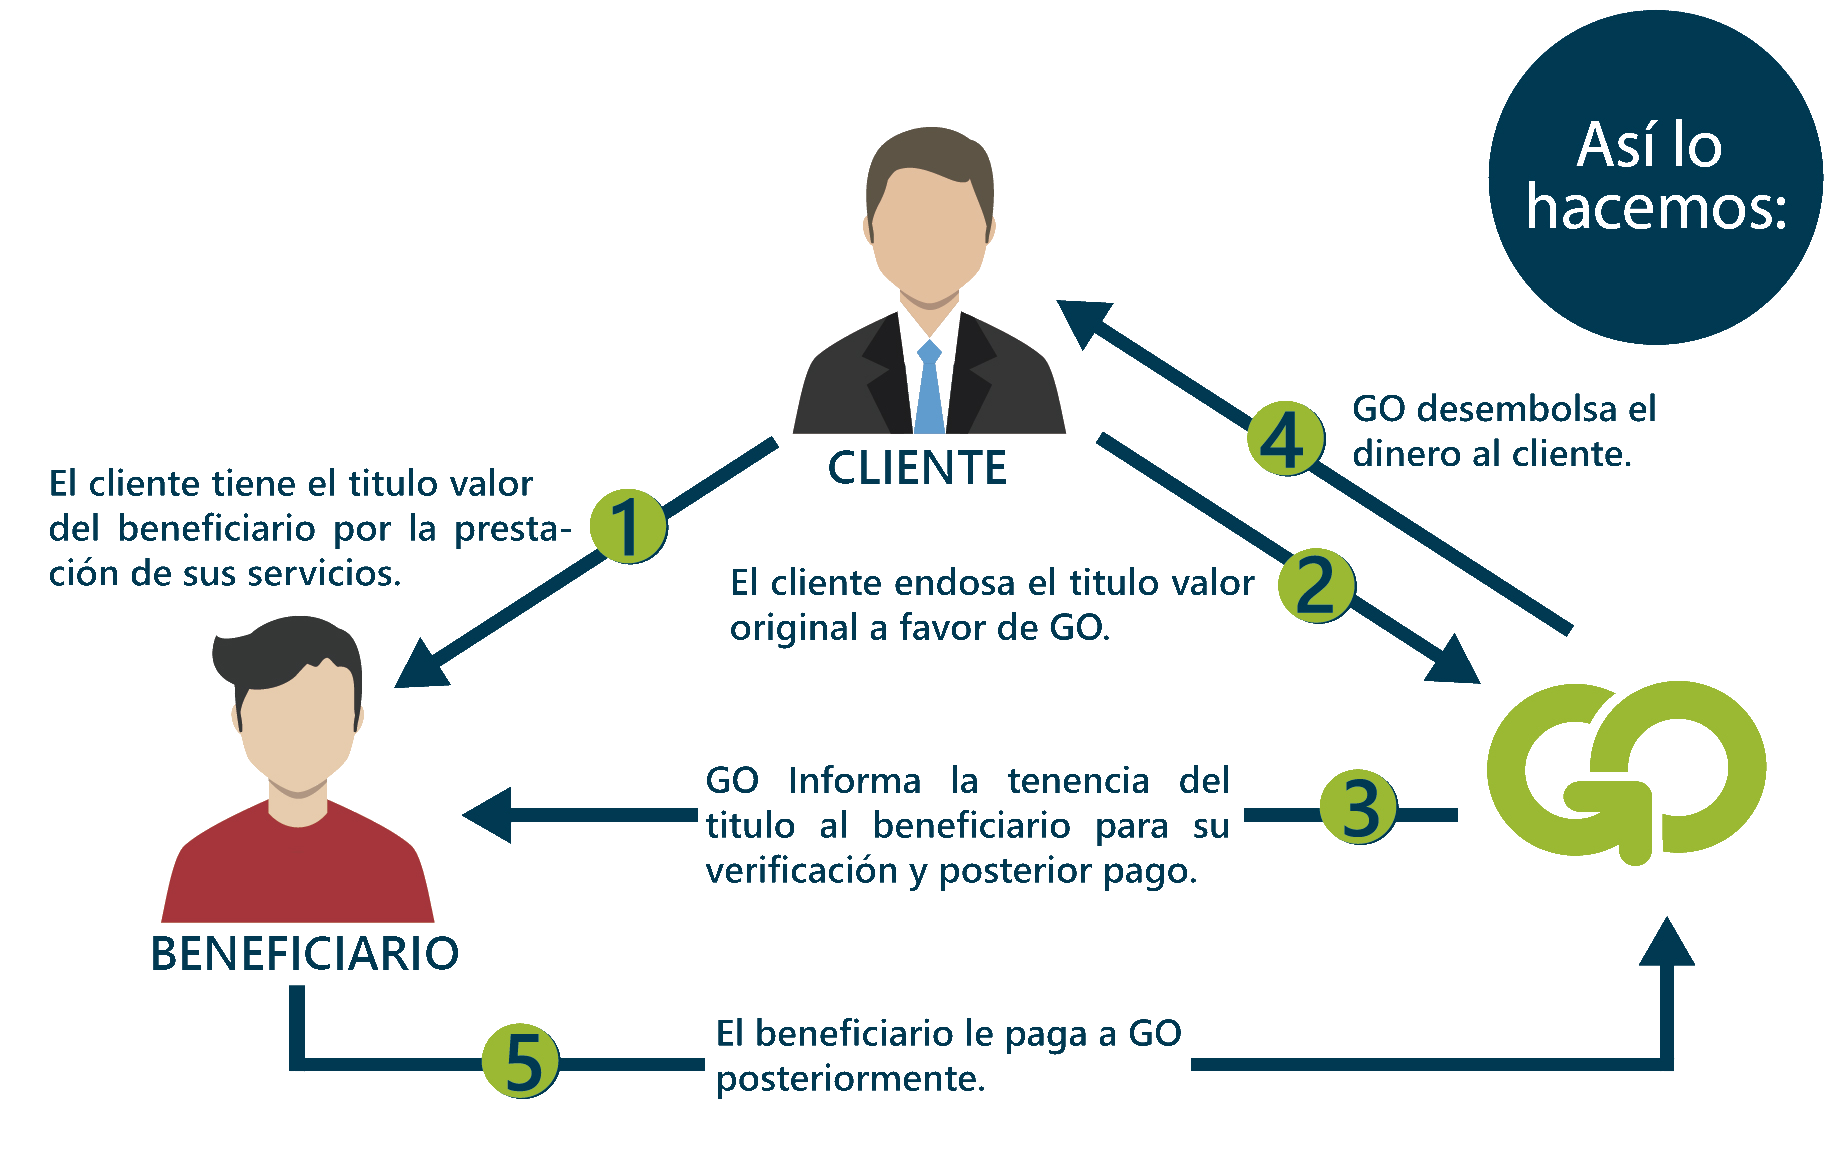 Así lo
hacemos:
CLIENTE
4
GO desembolsa el
dinero al cliente.
El cliente tiene el titulo valor
del beneficiario por la presta-
ción de sus servicios.
1
El cliente endosa el titulo valor
original a favor de GO.
2
GO Informa la tenencia del
titulo al beneficiario para su
verificación y posterior pago.
3
GO
BENEFICIARIO
5
El beneficiario le paga a GO
posteriormente.